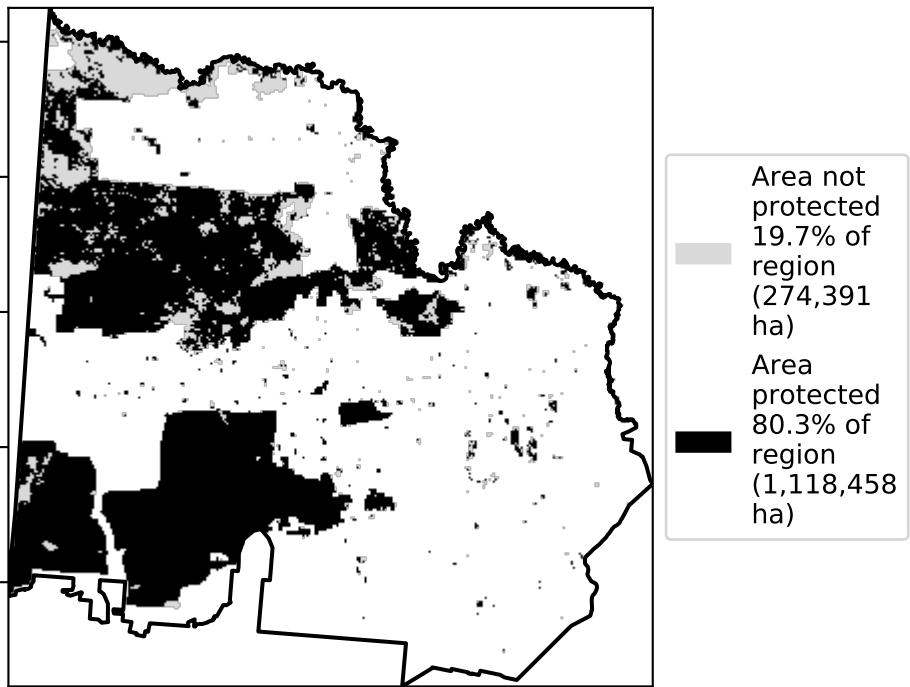 Area not
protected
19.7% of
region
(274,391
ha)
Area
protected
80.3% of
region
(1,118,458
ha)